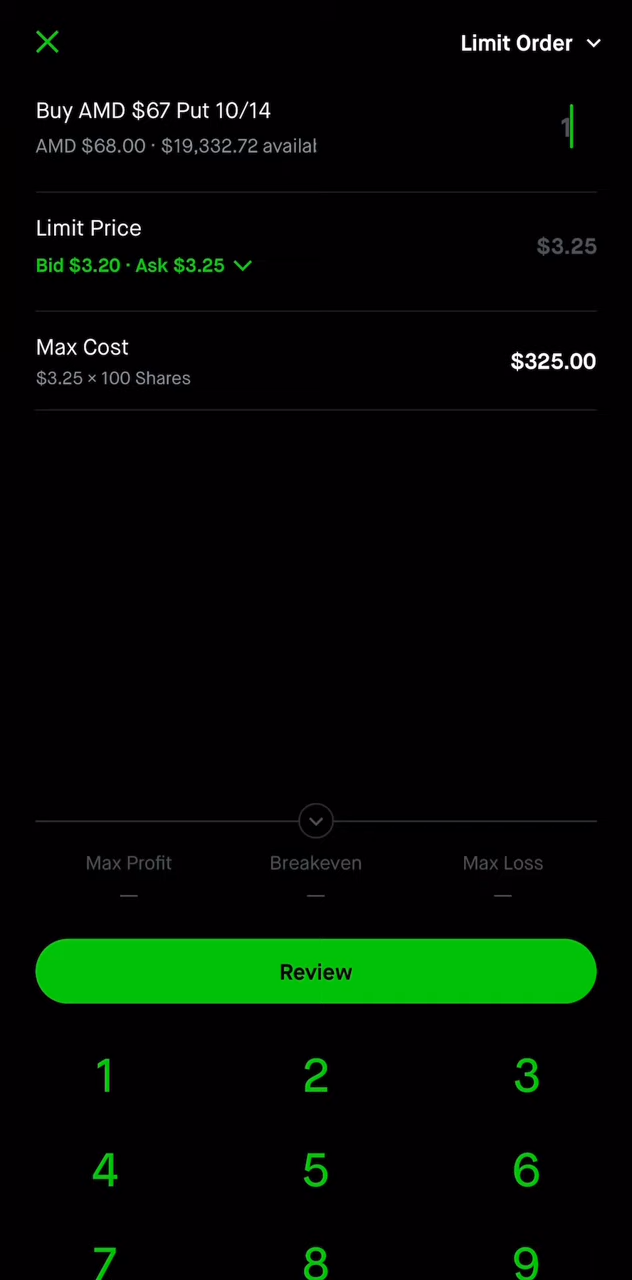 Limit Order
Buy AMD $67 Put 10/14
1
AMD $68.00 · $19,332.72
Limit Price
$3.25
Bid $3.20 · Ask $3.25
Max Cost
$325.00
$3.25 × 100 Shares
Max Profit Breakeven Max Loss
— — —
Review
1 2 3
4 5 6
7 8 9